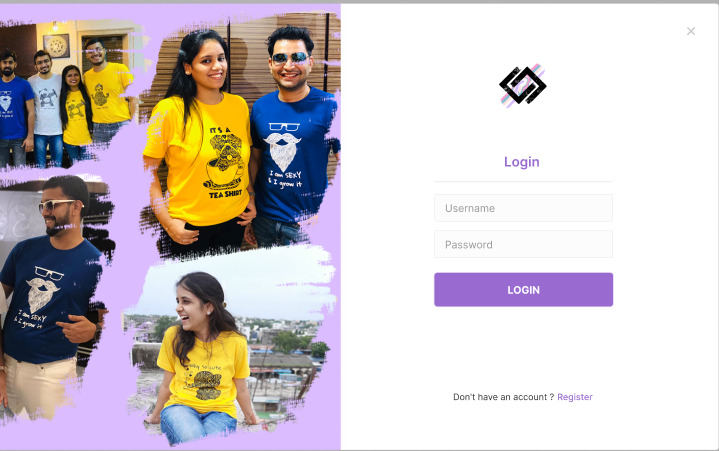 IT'S A
TEA SHIRT
I am SEXY
& I grow it
I am SEXY
& I grow it
Login
Username
Password
LOGIN
Don't have an account ? Register